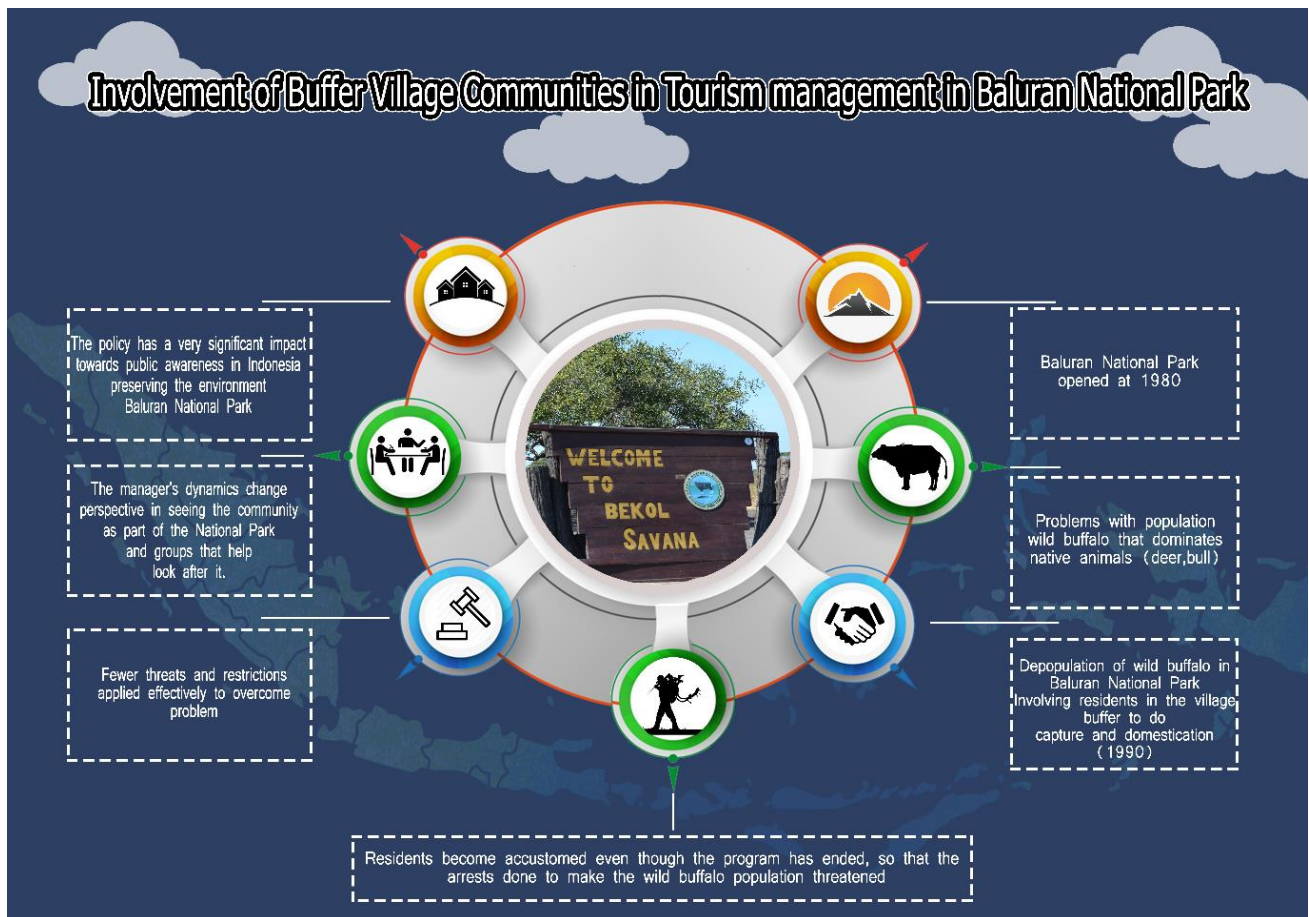 Involvement of Buffer Village Communities in Tourism management in Baluran National Park
The policy has a very significant impact
towards public awareness in Indonesia
preserving the environment
Baluran National Park
The manager's dynamics change
perspective in seeing the community
as part of the National Park
and groups that help
look after it.
Fewer threats and restrictions
applied effectively to overcome
problem
WELCOME
TO
BEKOL
SAVANA
Baluran National Park
opened at 1980
Problems with population
wild buffalo that dominates
native animals (deer,bull)
Depopulation of wild buffalo in
Baluran National Park
Involving residents in the village
buffer to do
capture and domestication
(1990)
Residents become accustomed even though the program has ended, so that the
arrests done to make the wild buffalo population threatened